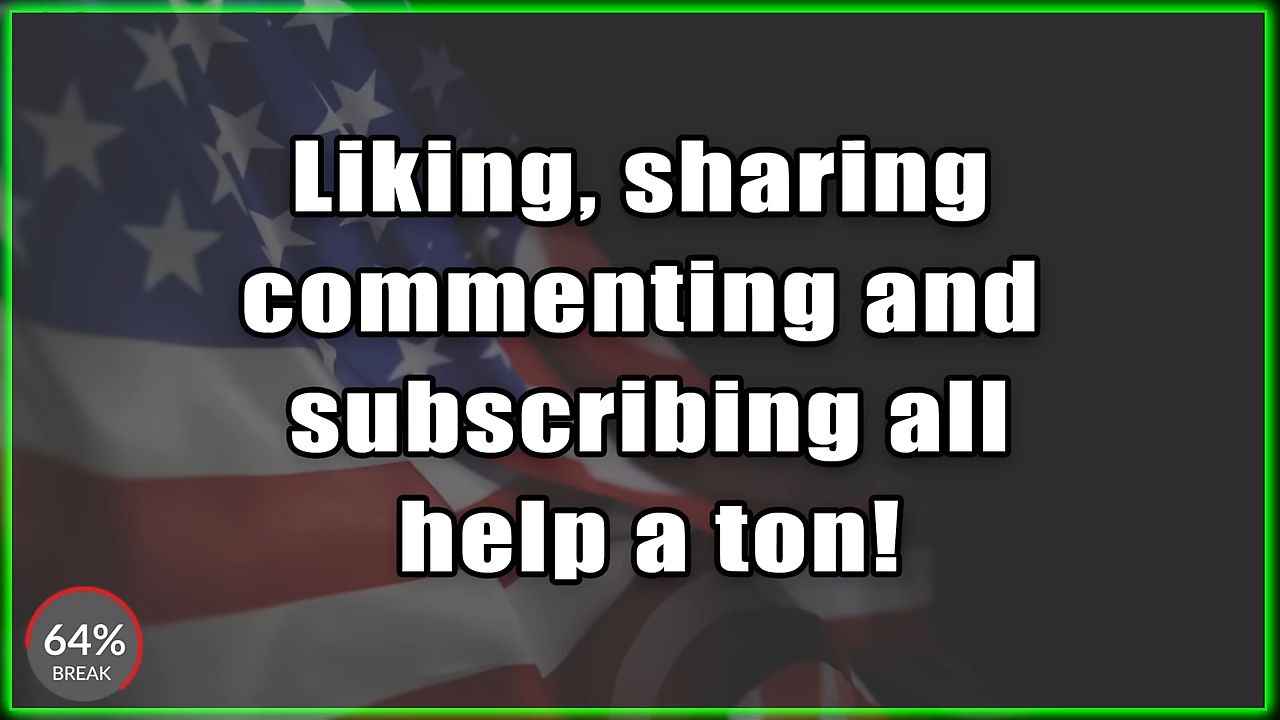 Liking, sharing
commenting and
subscribing all
help a ton!
64%
BREAK